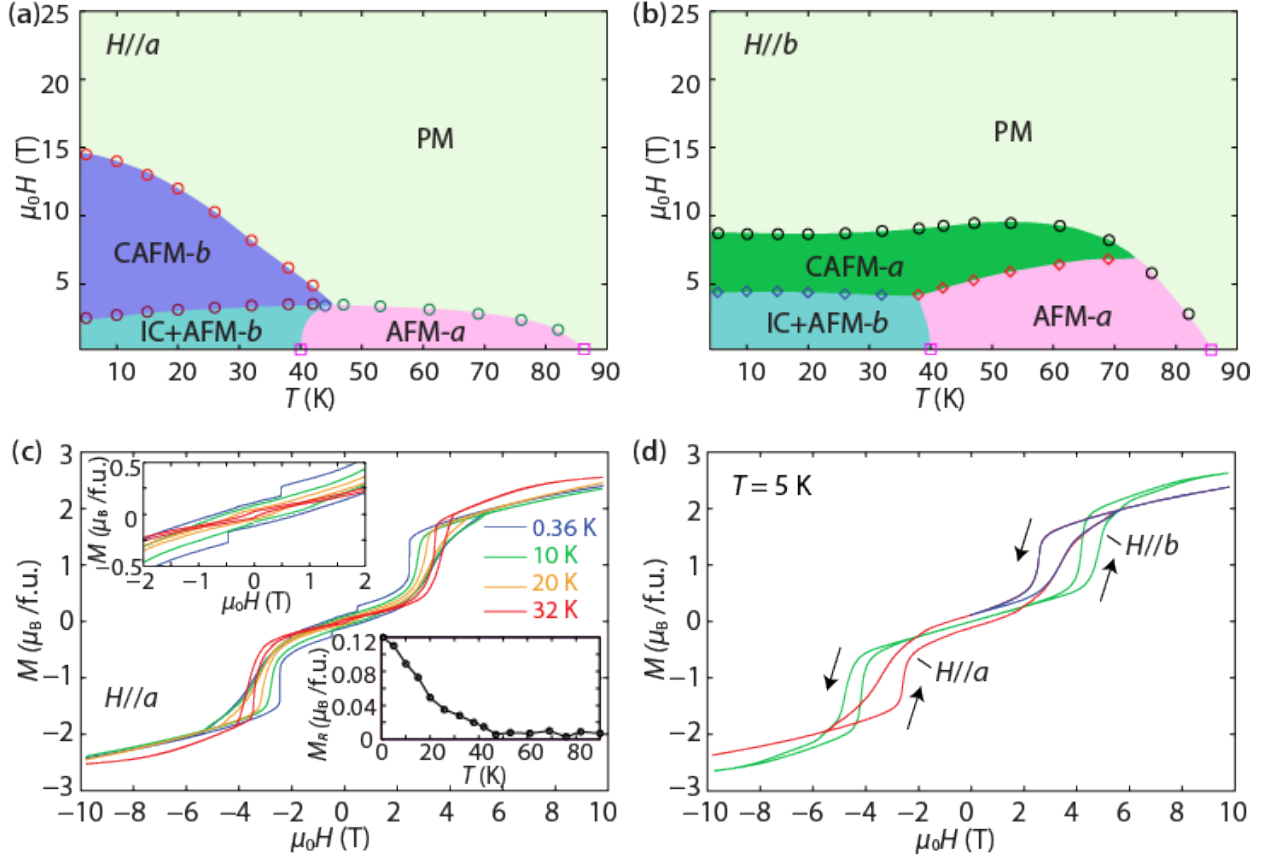 (a)
H//a
PM
CAFM-b
IC+AFM-b
AFM-a
25
20
15
10
5
μ₀H (T)
10 20 30 40 50 60 70 80 90
T (K)
(b)
H//b
PM
CAFM-a
IC+AFM-b
AFM-a
25
20
15
10
5
μ₀H (T)
10 20 30 40 50 60 70 80 90
T (K)
(c)
3
2
1
0
−1
−2
−3
M (μB /f.u.)
0.5
0
−0.5
M (μB /f.u.)
−2 −1 0 1 2
μ₀H (T)
0.36 K
10 K
20 K
32 K
H//a
0.12
0.08
0.04
0
MR (μB /f.u.)
0 20 40 60 80
T (K)
−10 −8 −6 −4 −2 0 2 4 6 8 10
μ₀H (T)
(d)
T = 5 K
3
2
1
0
−1
−2
−3
M (μB /f.u.)
H//b
H//a
−10 −8 −6 −4 −2 0 2 4 6 8 10
μ₀H (T)